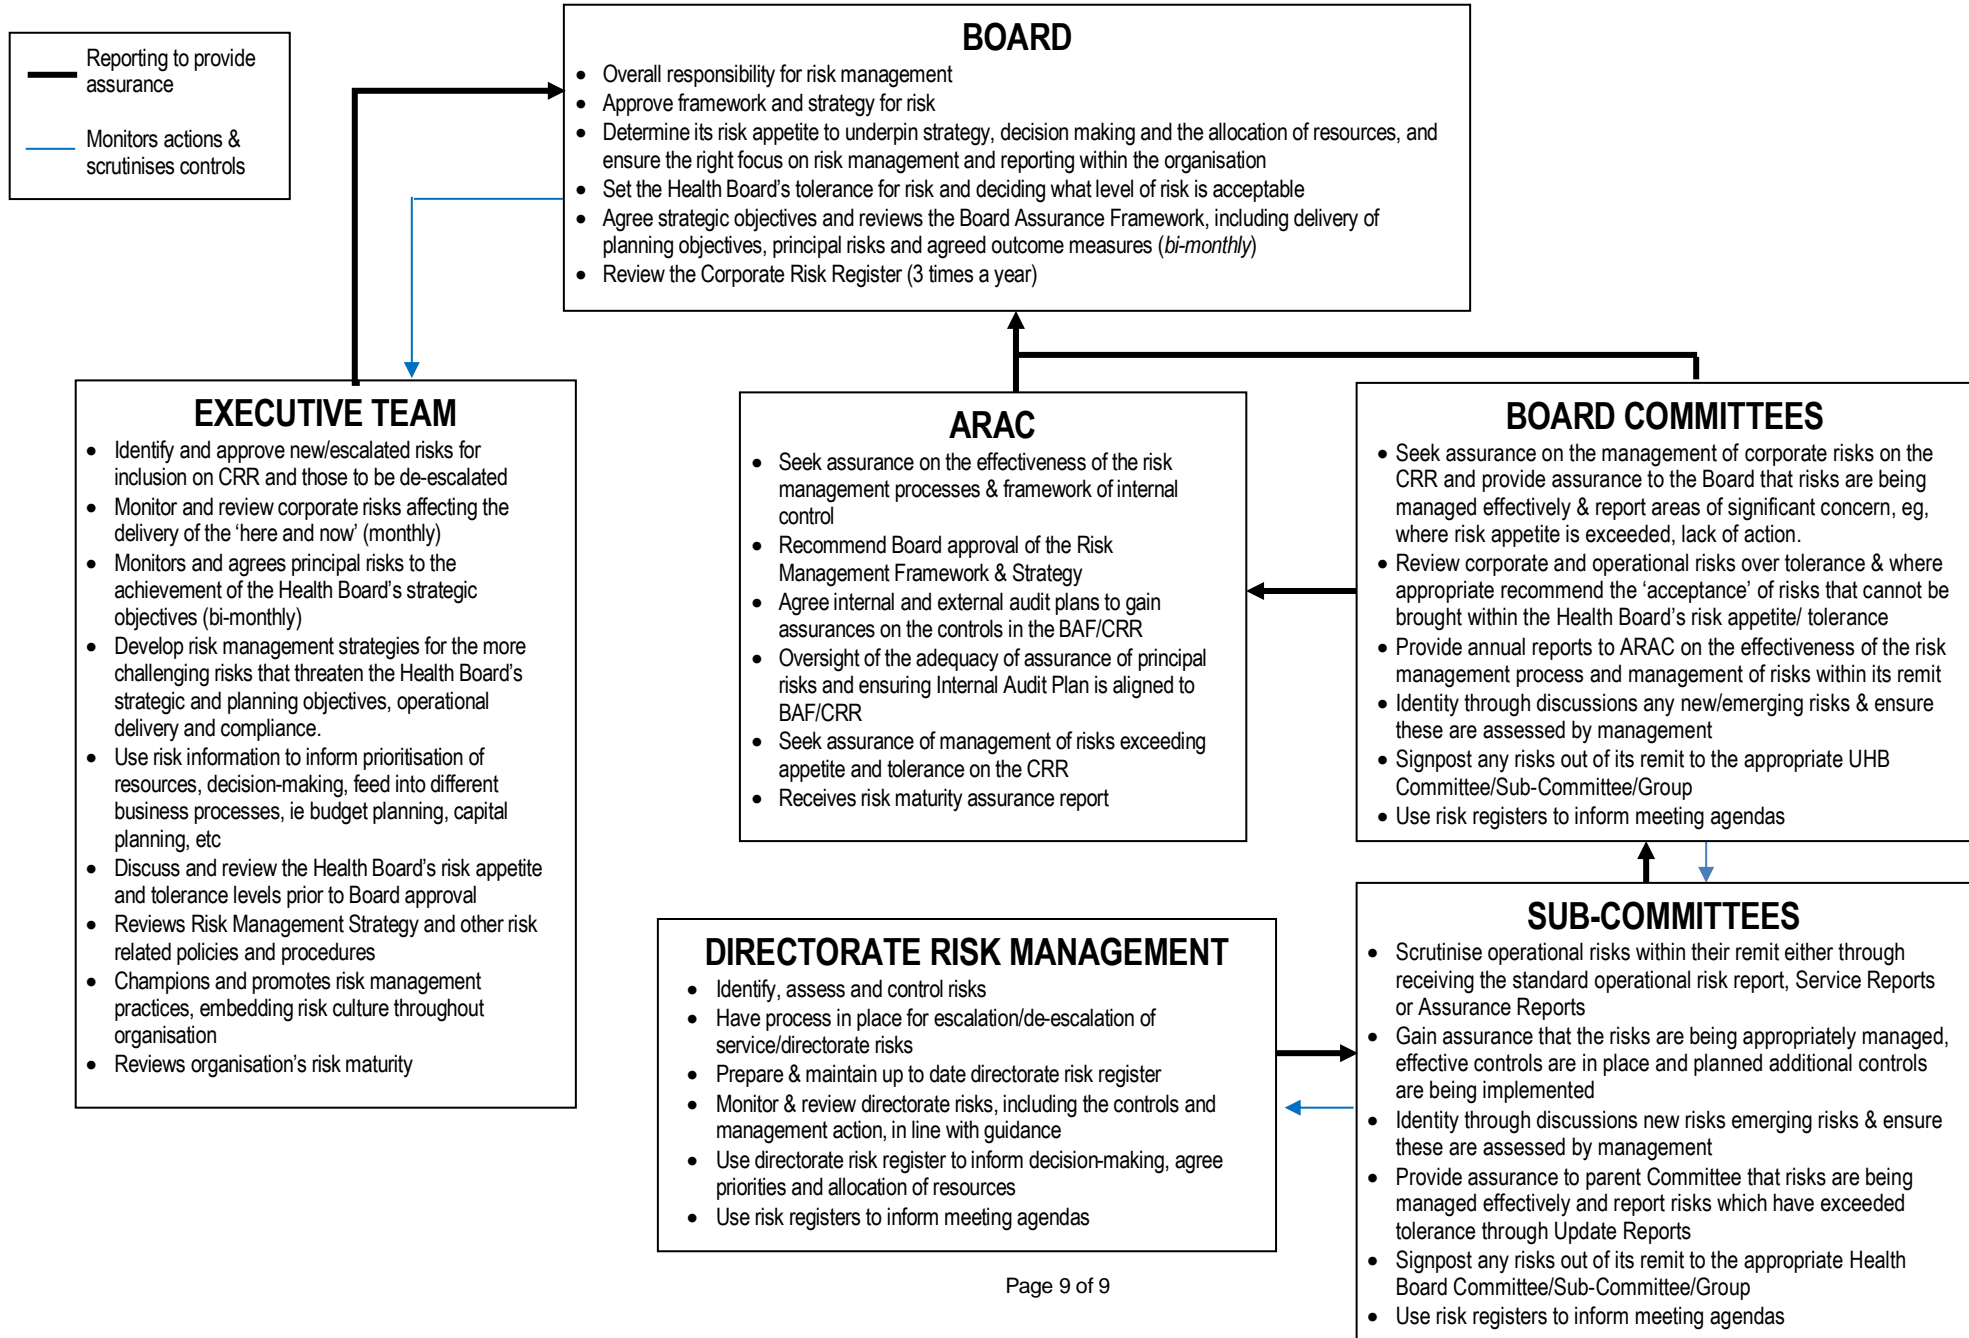 Reporting to provide
assurance
Monitors actions &
scrutinises controls
BOARD
• Overall responsibility for risk management
• Approve framework and strategy for risk
• Determine its risk appetite to underpin strategy, decision making and the allocation of resources, and
ensure the right focus on risk management and reporting within the organisation
• Set the Health Board's tolerance for risk and deciding what level of risk is acceptable
• Agree strategic objectives and reviews the Board Assurance Framework, including delivery of
planning objectives, principal risks and agreed outcome measures (bi-monthly)
• Review the Corporate Risk Register (3 times a year)
EXECUTIVE TEAM
• Identify and approve new/escalated risks for
inclusion on CRR and those to be de-escalated
• Monitor and review corporate risks affecting the
delivery of the 'here and now' (monthly)
• Monitors and agrees principal risks to the
achievement of the Health Board's strategic
objectives (bi-monthly)
• Develop risk management strategies for the more
challenging risks that threaten the Health Board's
strategic and planning objectives, operational
delivery and compliance.
• Use risk information to inform prioritisation of
resources, decision-making, feed into different
business processes, ie budget planning, capital
planning, etc
• Discuss and review the Health Board's risk appetite
and tolerance levels prior to Board approval
• Reviews Risk Management Strategy and other risk
related policies and procedures
• Champions and promotes risk management
practices, embedding risk culture throughout
organisation
• Reviews organisation's risk maturity
ARAC
• Seek assurance on the effectiveness of the risk
management processes & framework of internal
control
• Recommend Board approval of the Risk
Management Framework & Strategy
• Agree internal and external audit plans to gain
assurances on the controls in the BAF/CRR
• Oversight of the adequacy of assurance of principal
risks and ensuring Internal Audit Plan is aligned to
BAF/CRR
• Seek assurance of management of risks exceeding
appetite and tolerance on the CRR
• Receives risk maturity assurance report
BOARD COMMITTEES
• Seek assurance on the management of corporate risks on the
CRR and provide assurance to the Board that risks are being
managed effectively & report areas of significant concern, eg,
where risk appetite is exceeded, lack of action.
• Review corporate and operational risks over tolerance & where
appropriate recommend the 'acceptance' of risks that cannot be
brought within the Health Board's risk appetite/ tolerance
• Provide annual reports to ARAC on the effectiveness of the risk
management process and management of risks within its remit
• Identity through discussions any new/emerging risks & ensure
these are assessed by management
• Signpost any risks out of its remit to the appropriate UHB
Committee/Sub-Committee/Group
• Use risk registers to inform meeting agendas
DIRECTORATE RISK MANAGEMENT
• Identify, assess and control risks
• Have process in place for escalation/de-escalation of
service/directorate risks
• Prepare & maintain up to date directorate risk register
• Monitor & review directorate risks, including the controls and
management action, in line with guidance
• Use directorate risk register to inform decision-making, agree
priorities and allocation of resources
• Use risk registers to inform meeting agendas
SUB-COMMITTEES
• Scrutinise operational risks within their remit either through
receiving the standard operational risk report, Service Reports
or Assurance Reports
• Gain assurance that the risks are being appropriately managed,
effective controls are in place and planned additional controls
are being implemented
• Identity through discussions new risks emerging risks & ensure
these are assessed by management
• Provide assurance to parent Committee that risks are being
managed effectively and report risks which have exceeded
tolerance through Update Reports
• Signpost any risks out of its remit to the appropriate Health
Board Committee/Sub-Committee/Group
• Use risk registers to inform meeting agendas
Page 9 of 9